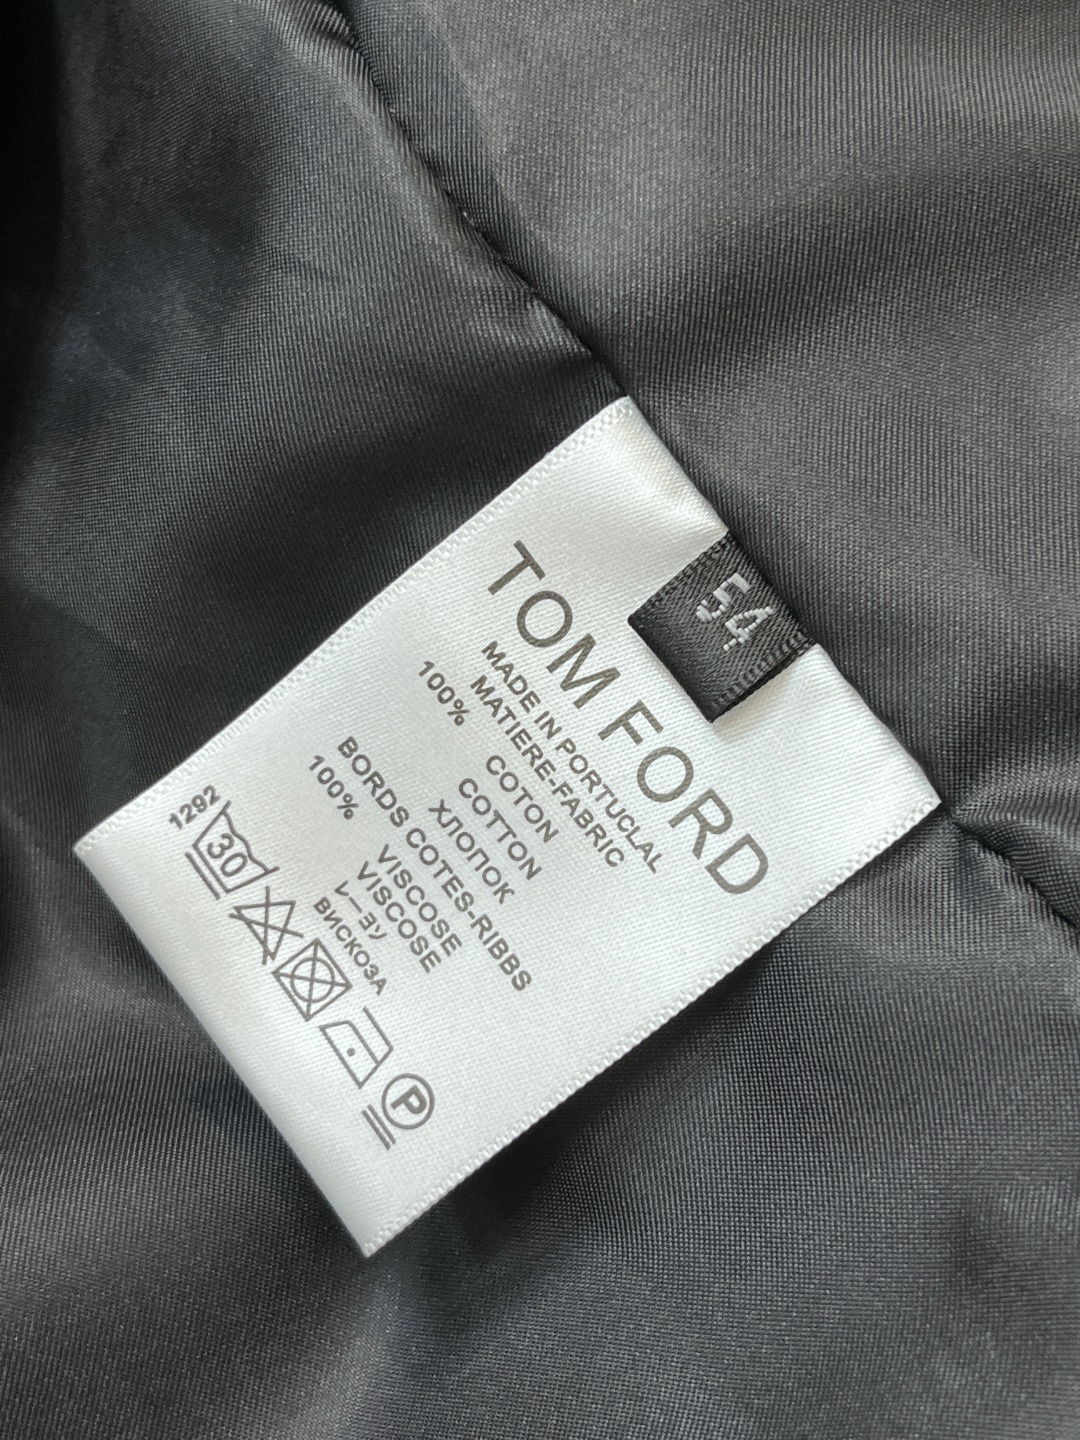 TOM FORD
54
MADE IN PORTUCLAL
MATIERE-FABRIC
100% COTON
COTTON
ХЛОПОК
BORDS COTES-RIBBS
100% VISCOSE
VISCOSE
レーヨソ
ВИСКОЗА
1292
30
P